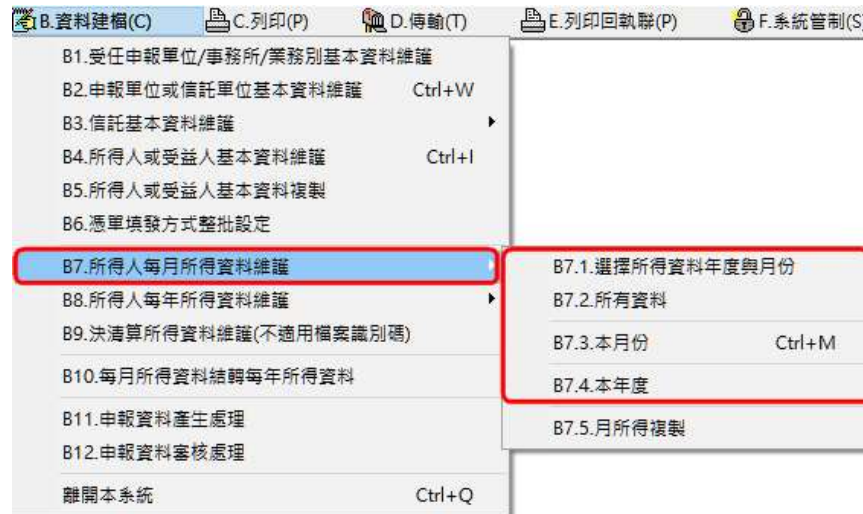 B.資料建檔(C) C.列印(P) D.傳輸(T) E.列印回執聯(P) F.系統管制(S
B1.受任申報單位/事務所/業務別基本資料維護
B2.申報單位或信託單位基本資料維護 Ctrl+W
B3.信託基本資料維護
B4.所得人或受益人基本資料維護 Ctrl+I
B5.所得人或受益人基本資料複製
B6.憑單填發方式整批設定
B7.所得人每月所得資料維護
B8.所得人每年所得資料維護
B9.決清算所得資料維護(不適用檔案識別碼)
B10.每月所得資料結轉每年所得資料
B11.申報資料產生處理
B12.申報資料審核處理
離開本系統 Ctrl+Q
B7.1.選擇所得資料年度與月份
B7.2.所有資料
B7.3.本月份 Ctrl+M
B7.4.本年度
B7.5.月所得複製